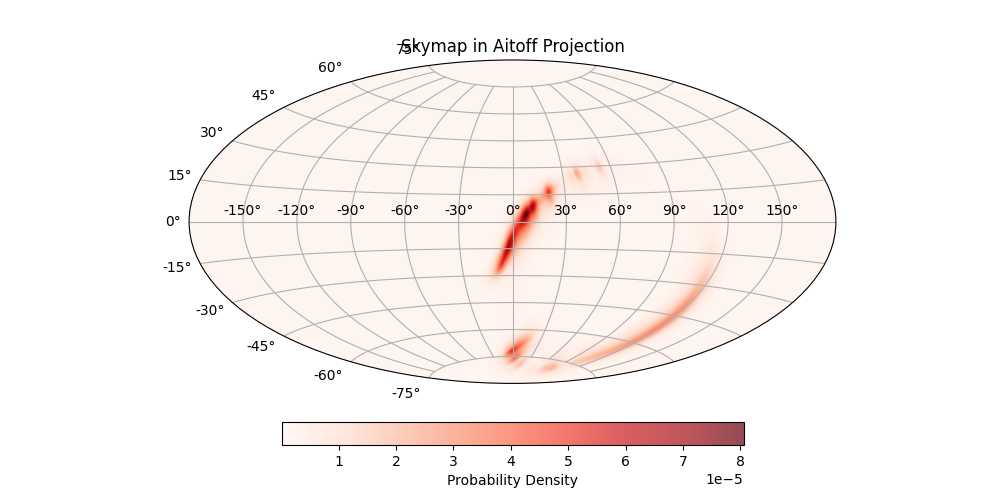 Skymap in Aitoff Projection
75°
60°
45°
30°
15°
-150° -120° -90° -60° -30° 0° 30° 60° 90° 120° 150°
0°
-15°
-30°
-45°
-60°
-75°
1 2 3 4 5 6 7 8
1e−5
Probability Density